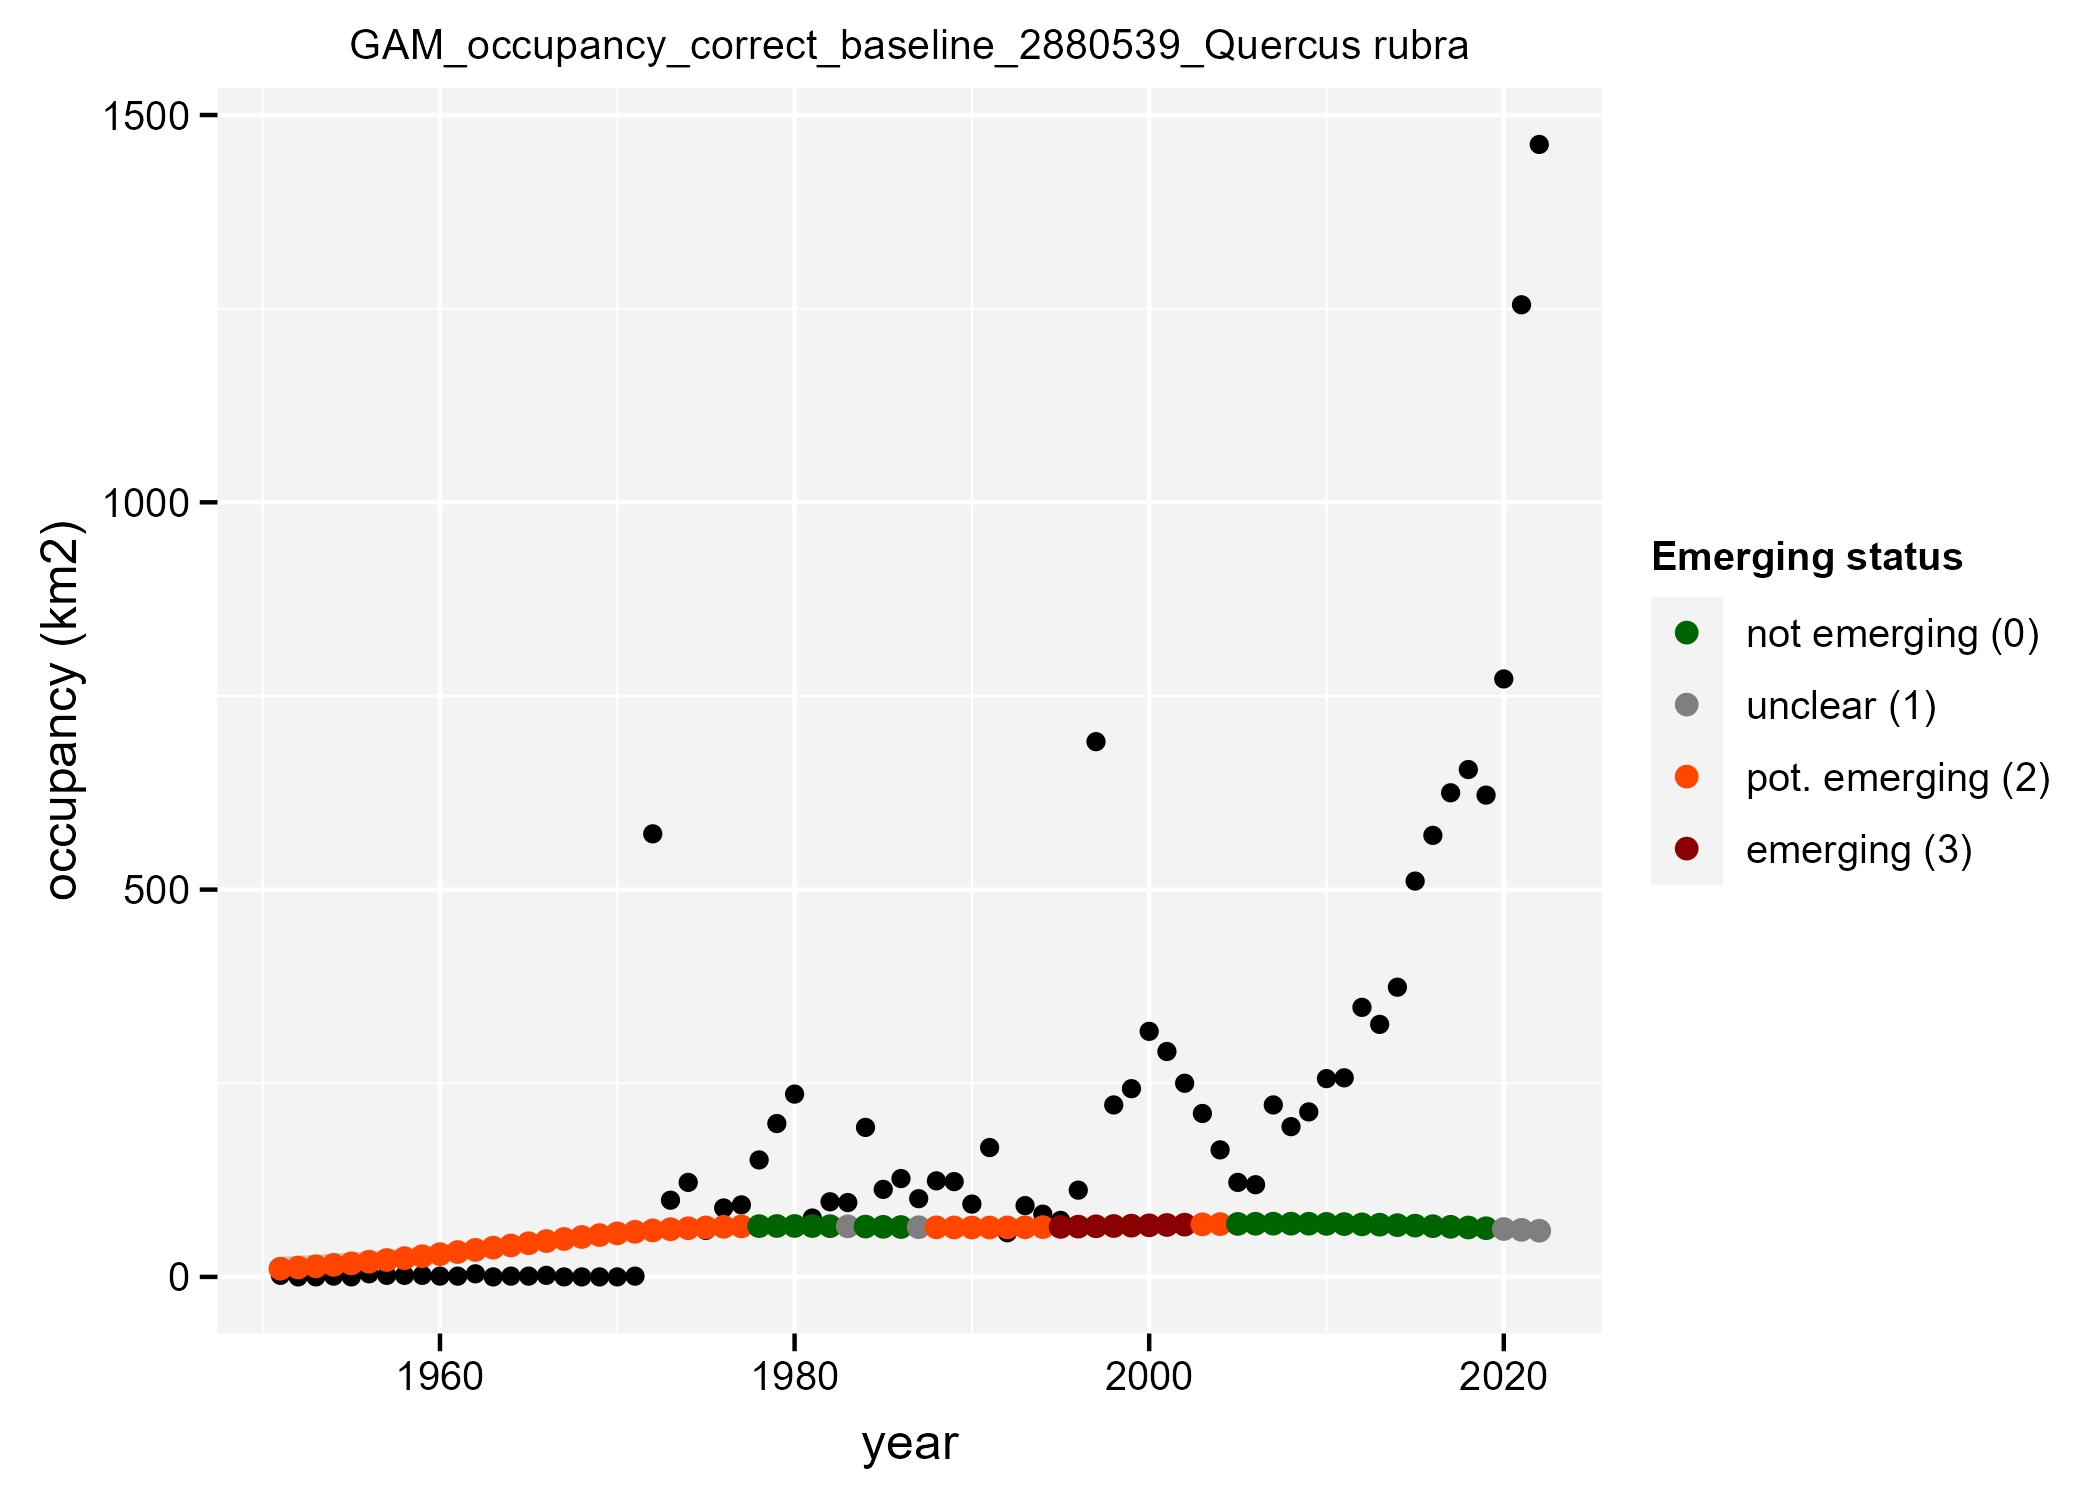 GAM_occupancy_correct_baseline_2880539_Quercus rubra
1500
1000
500
0
occupancy (km2)
1960
1980
2000
2020
year
Emerging status
not emerging (0)
unclear (1)
pot. emerging (2)
emerging (3)